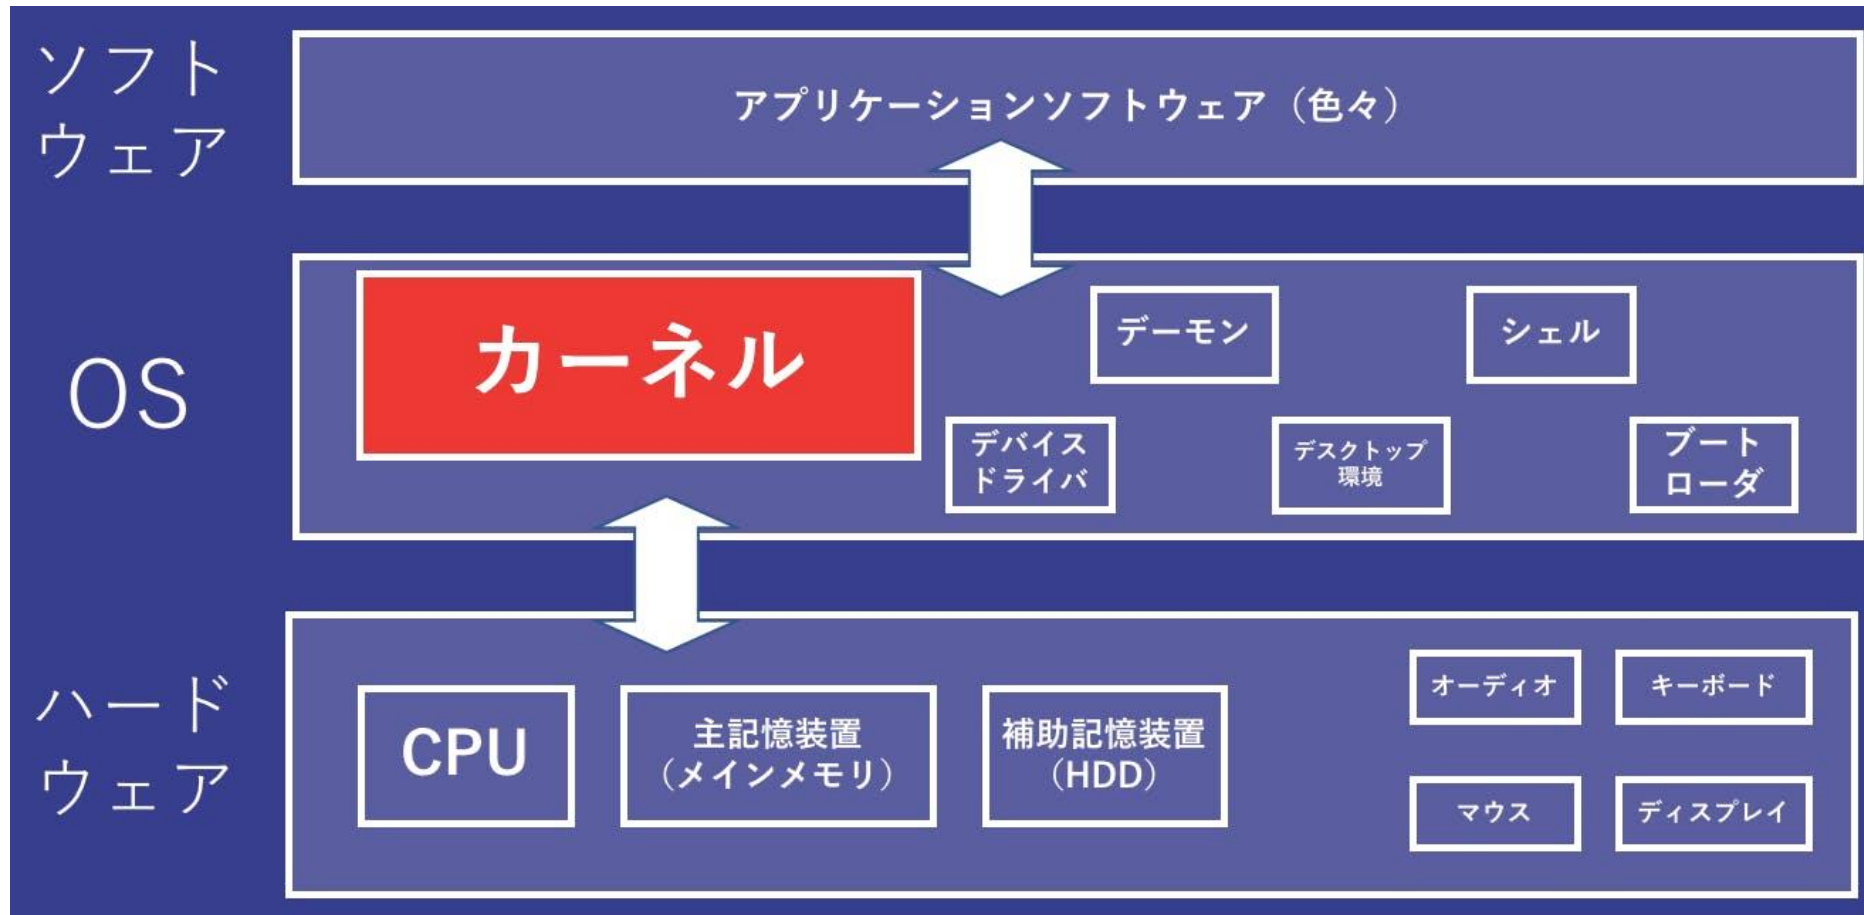 ソフト
ウェア
アプリケーションソフトウェア（色々）
OS
カーネル
デーモン
シェル
デバイス
ドライバ
デスクトップ
環境
ブート
ローダ
ハード
ウェア
CPU
主記憶装置
（メインメモリ）
補助記憶装置
（HDD）
オーディオ
キーボード
マウス
ディスプレイ